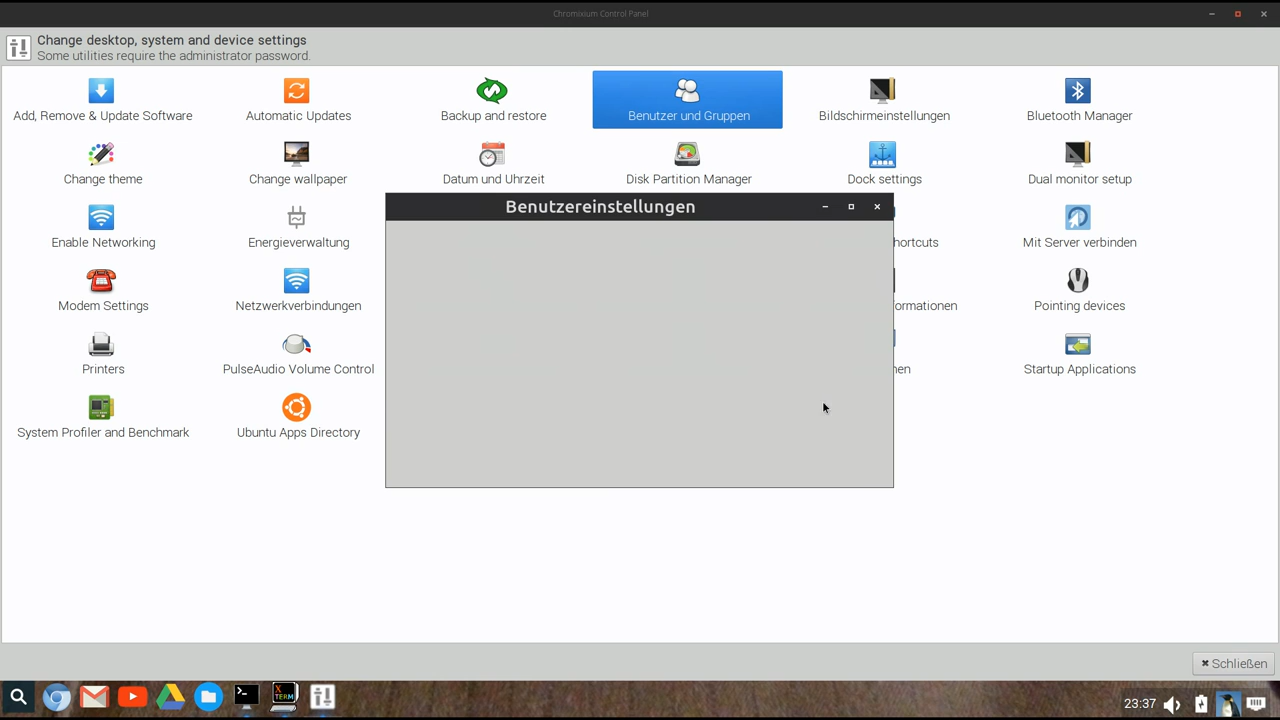 Chromixium Control Panel
Change desktop, system and device settings
Some utilities require the administrator password.
Add, Remove & Update Software
Automatic Updates
Backup and restore
Benutzer und Gruppen
Bildschirmeinstellungen
Bluetooth Manager
Change theme
Change wallpaper
Datum und Uhrzeit
Disk Partition Manager
Dock settings
Dual monitor setup
Benutzereinstellungen
Enable Networking
Energieverwaltung
hortcuts
Mit Server verbinden
Modem Settings
Netzwerkverbindungen
ormationen
Pointing devices
Printers
PulseAudio Volume Control
nen
Startup Applications
System Profiler and Benchmark
Ubuntu Apps Directory
Schließen
X
TERM
23:37